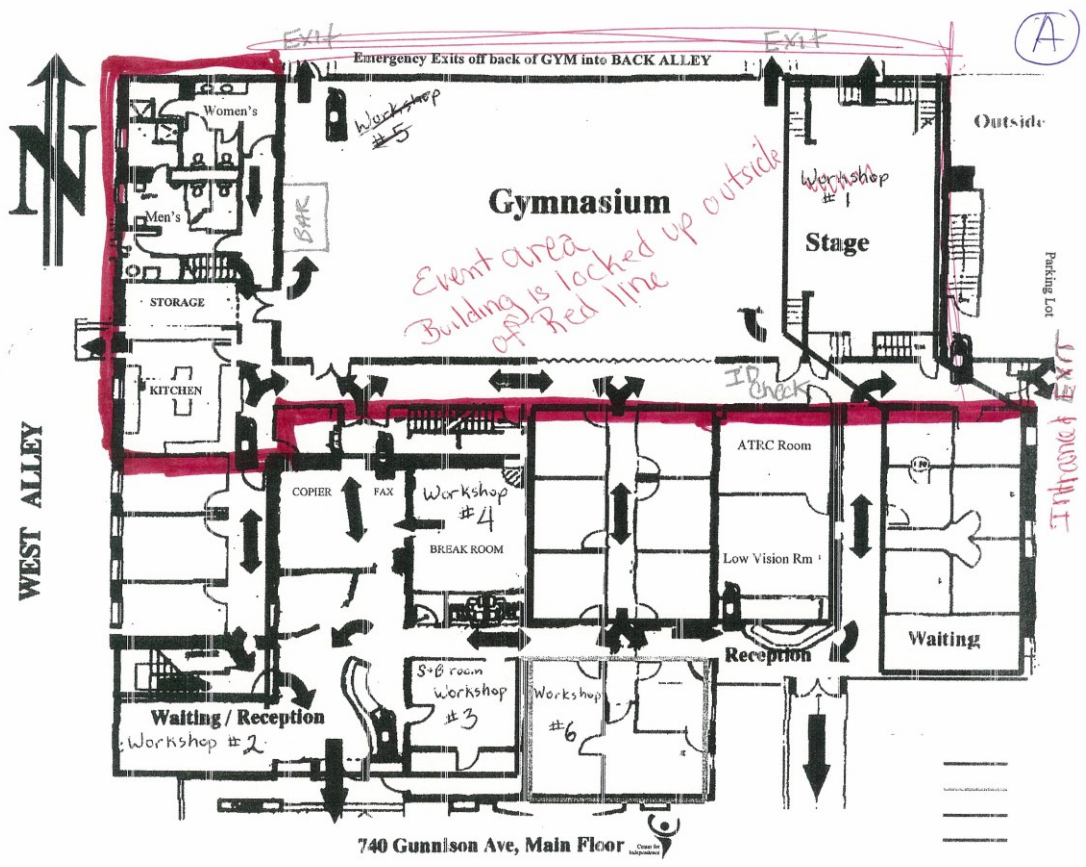 A
Exit
Exit
Emergency Exits off back of GYM into BACK ALLEY
N
Women's
Workshop
#5
Outside
Workshop
#1
Gymnasium
Men's
BAR
Stage
Event area
Building is locked up outside
of Red line
STORAGE
Parking Lot
KITCHEN
ID
Check
WEST ALLEY
ATRC Room
COPIER
FAX
Workshop
#4
BREAK ROOM
Low Vision Rm
Waiting
Reception
S+B room
Workshop
#3
Workshop
#6
Waiting / Reception
Workshop #2
740 Gunnison Ave, Main Floor
Center for
Independence